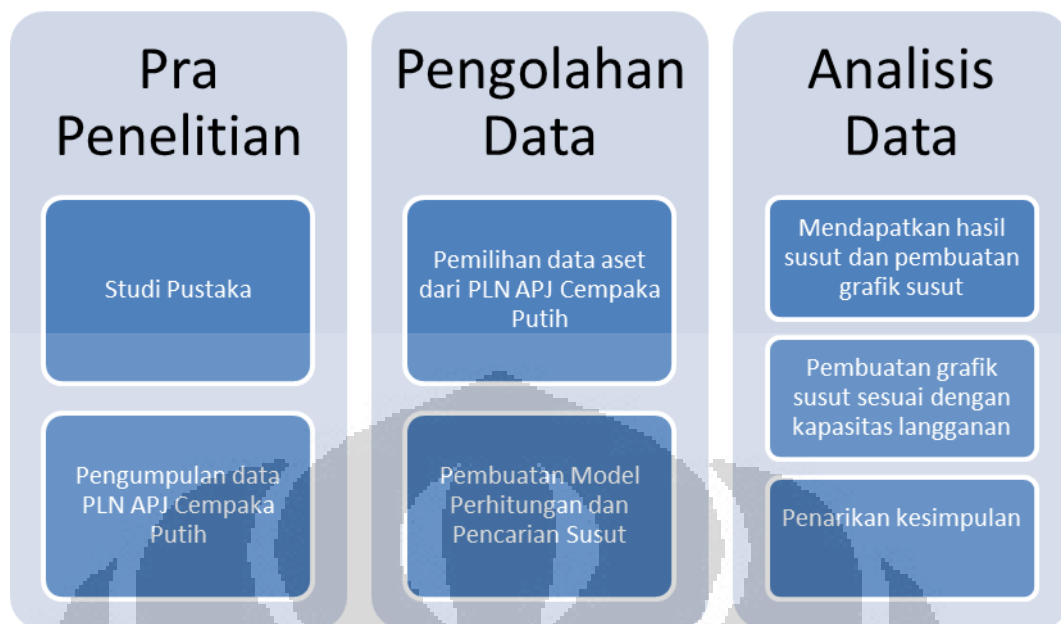 Pra
Penelitian
Studi Pustaka
Pengumpulan data
PLN APJ Cempaka
Putih
Pengolahan
Data
Pemilihan data aset
dari PLN APJ Cempaka
Putih
Pembuatan Model
Perhitungan dan
Pencarian Susut
Analisis
Data
Mendapatkan hasil
susut dan pembuatan
grafik susut
Pembuatan grafik
susut sesuai dengan
kapasitas langganan
Penarikan kesimpulan